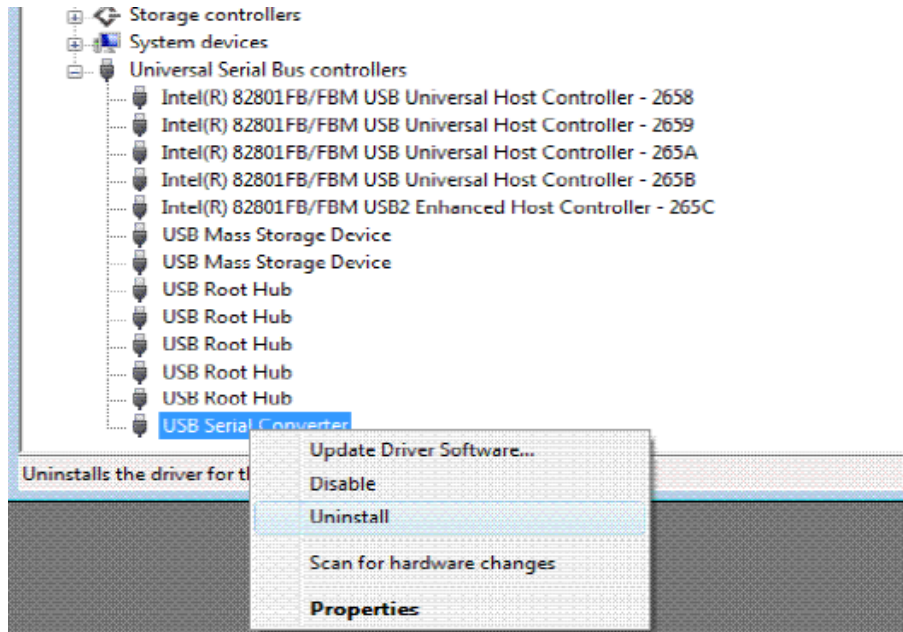 Storage controllers
System devices
Universal Serial Bus controllers
Intel(R) 82801FB/FBM USB Universal Host Controller - 2658
Intel(R) 82801FB/FBM USB Universal Host Controller - 2659
Intel(R) 82801FB/FBM USB Universal Host Controller - 265A
Intel(R) 82801FB/FBM USB Universal Host Controller - 265B
Intel(R) 82801FB/FBM USB2 Enhanced Host Controller - 265C
USB Mass Storage Device
USB Mass Storage Device
USB Root Hub
USB Root Hub
USB Root Hub
USB Root Hub
USB Root Hub
USB Serial Converter
Update Driver Software...
Uninstalls the driver for
Disable
Uninstall
Scan for hardware changes
Properties